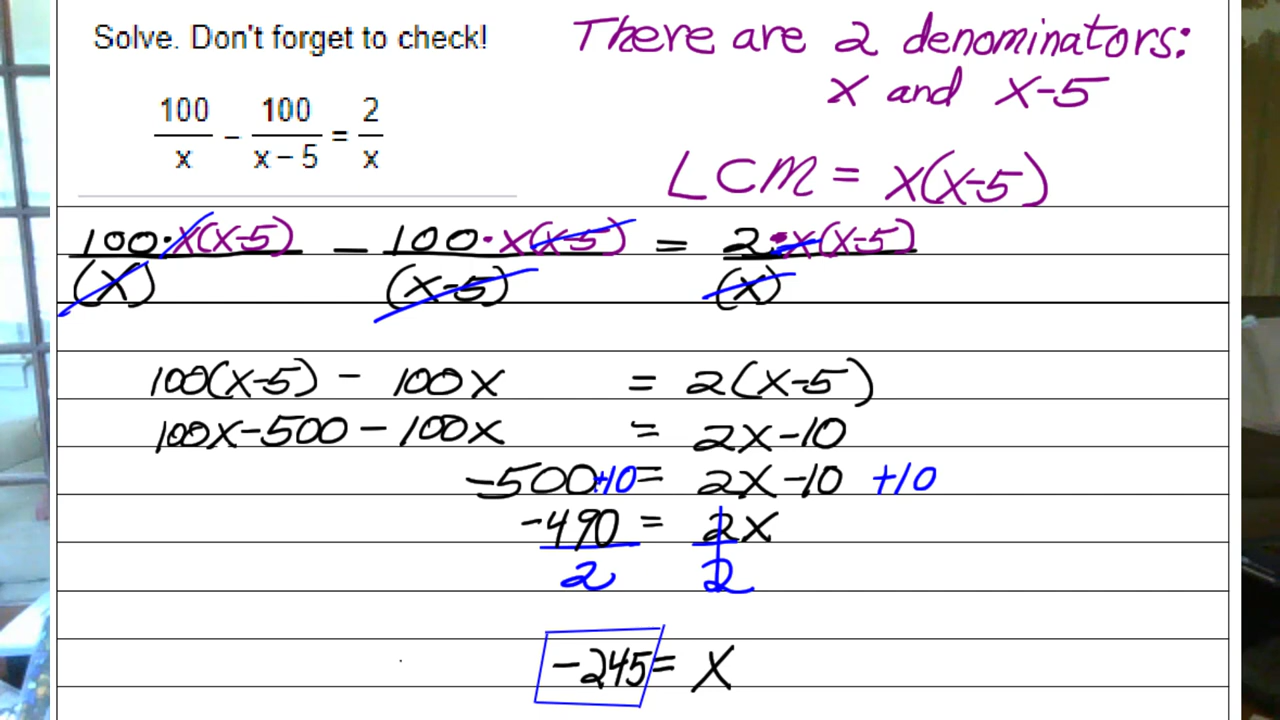 Solve. Don't forget to check!
There are 2 denominators:
x and x-5
100/x – 100/(x – 5) = 2/x
LCM = x(x-5)
100·x(x-5)/(x) – 100·x(x-5)/(x-5) = 2·x(x-5)/(x)
100(x-5) – 100x = 2(x-5)
100x-500-100x = 2x-10
-500+10 = 2x-10 +10
-490/2 = 2x/2
-245 = x